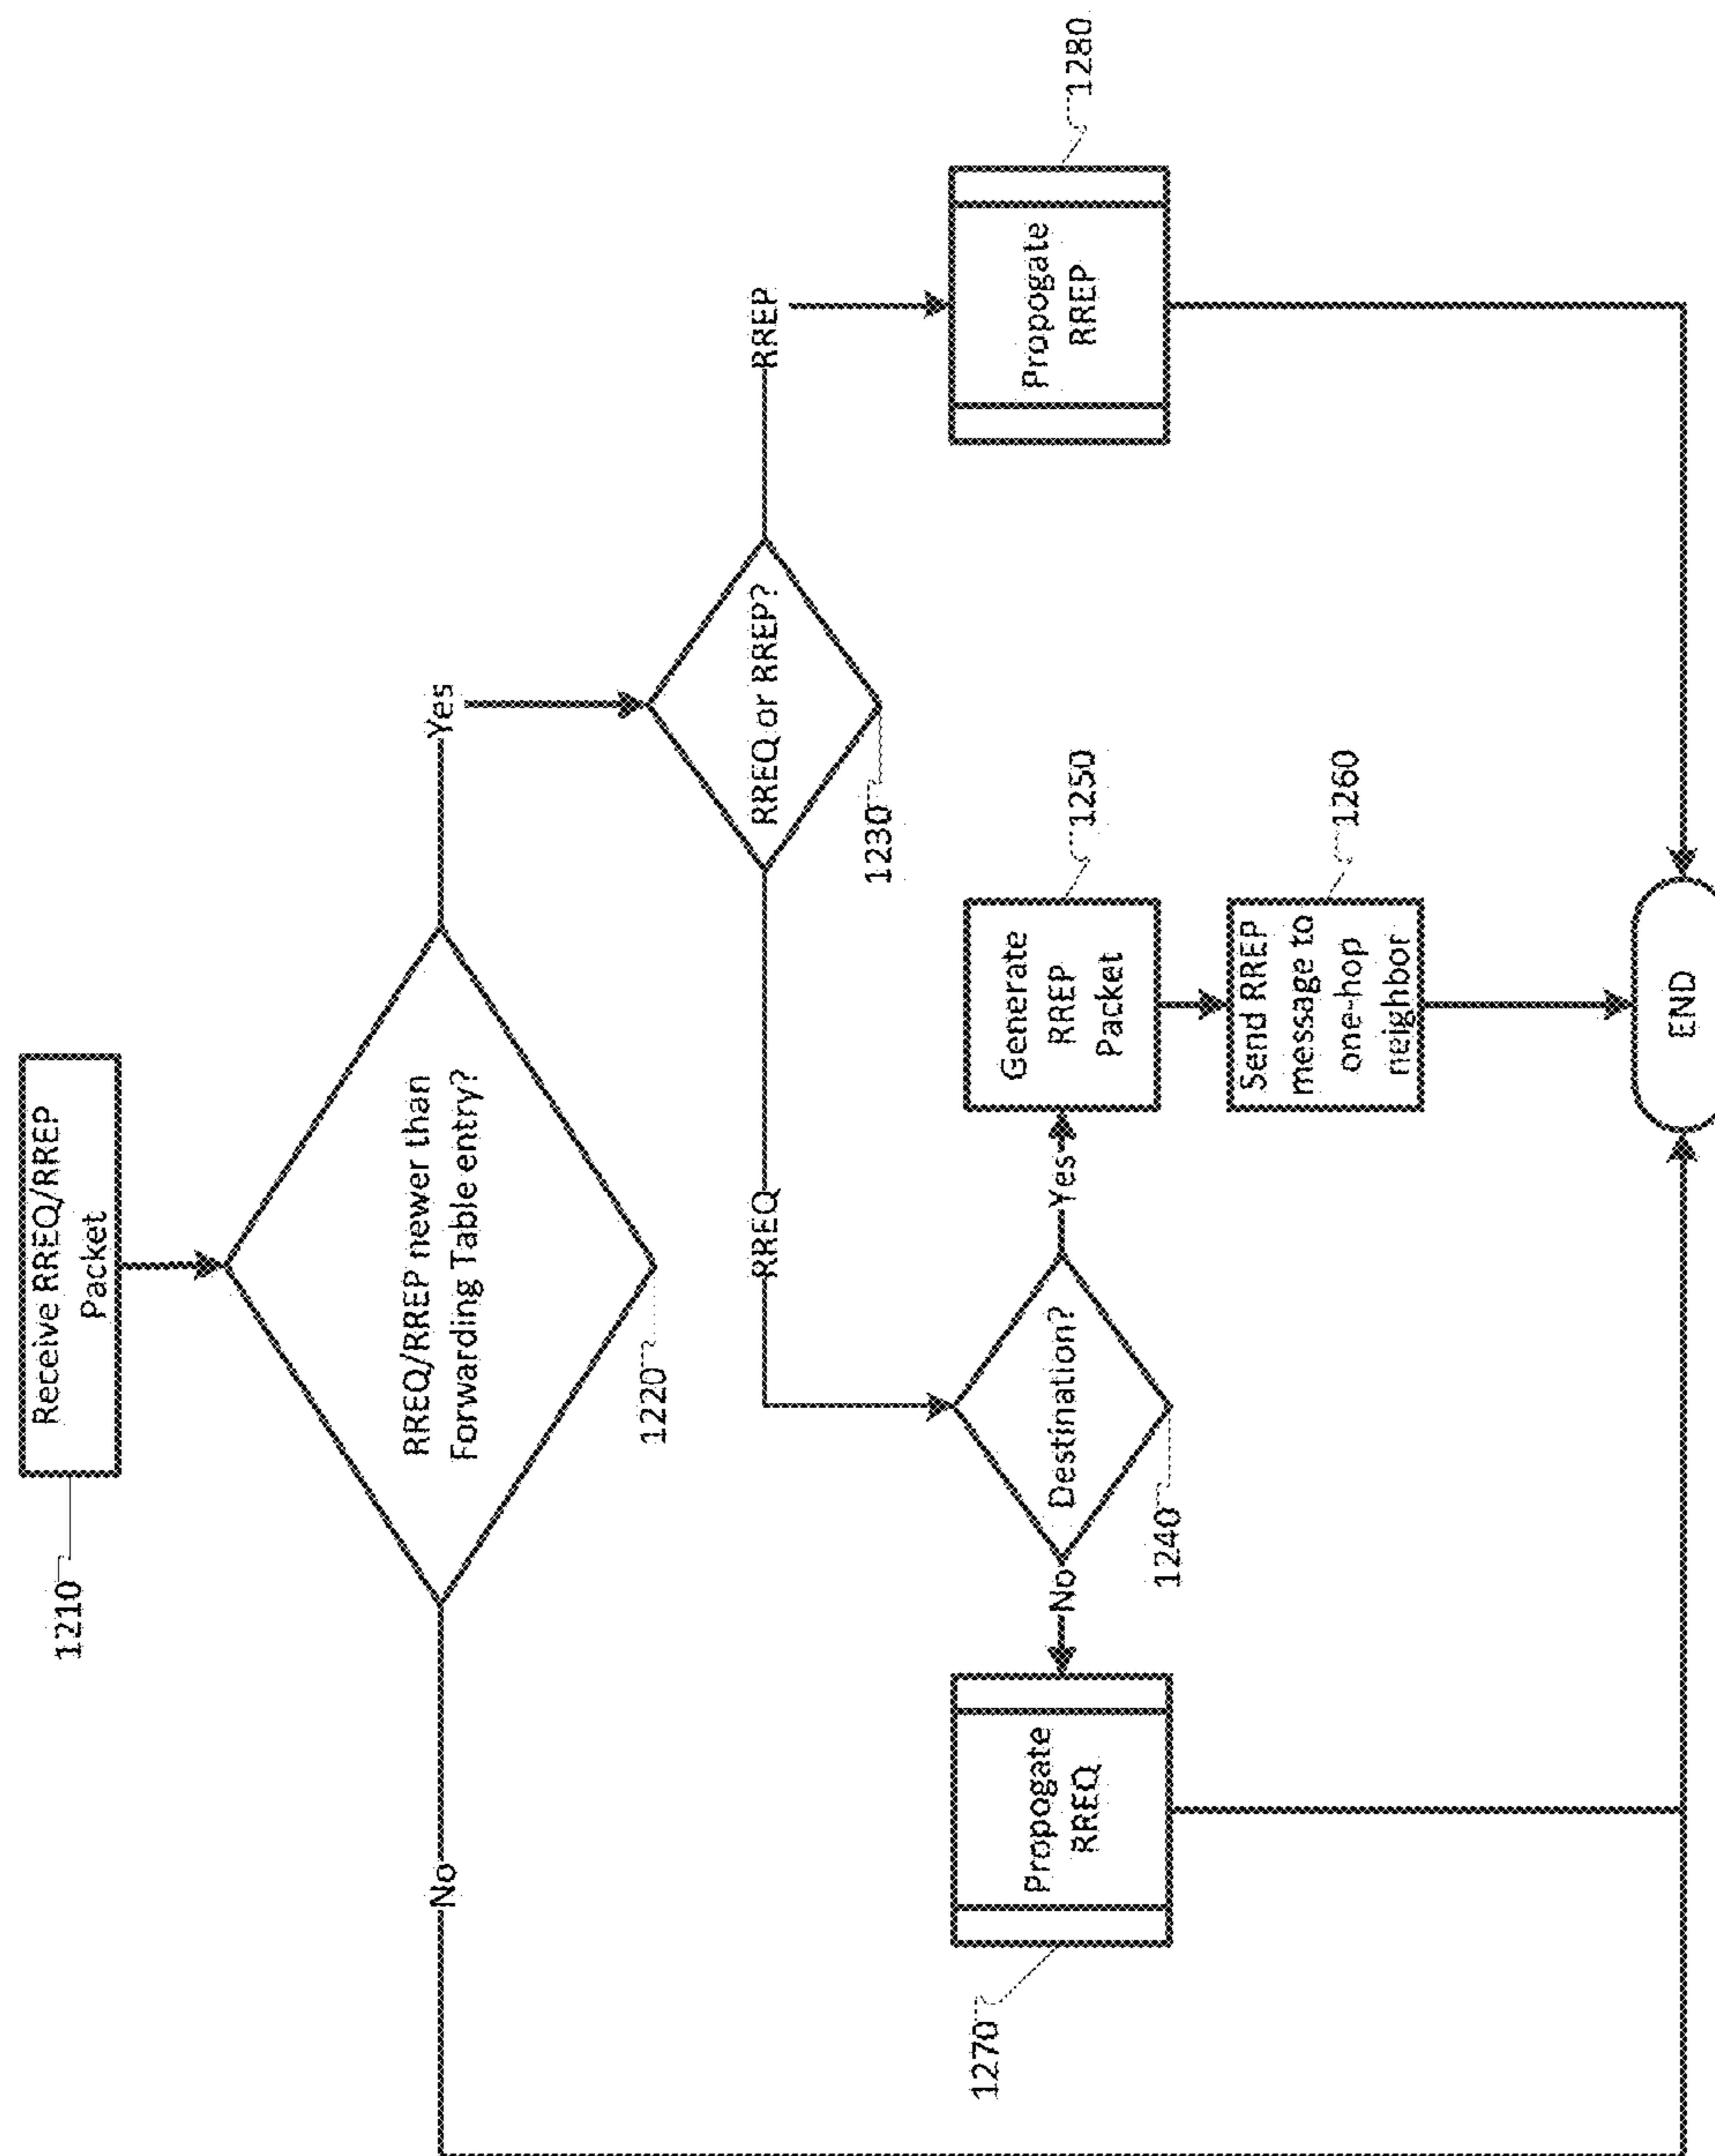 Receive RREQ/RREP
Packet
1210
RREQ/RREP newer than
Forwarding Table entry?
1220
No
Yes
RREQ or RREP?
1230
RREQ
RREP
Destination?
1240
No
Yes
Propogate
RREQ
1270
Generate
RREP
Packet
1250
Send RREP
message to
one-hop
neighbor
1260
Propogate
RREP
1280
END